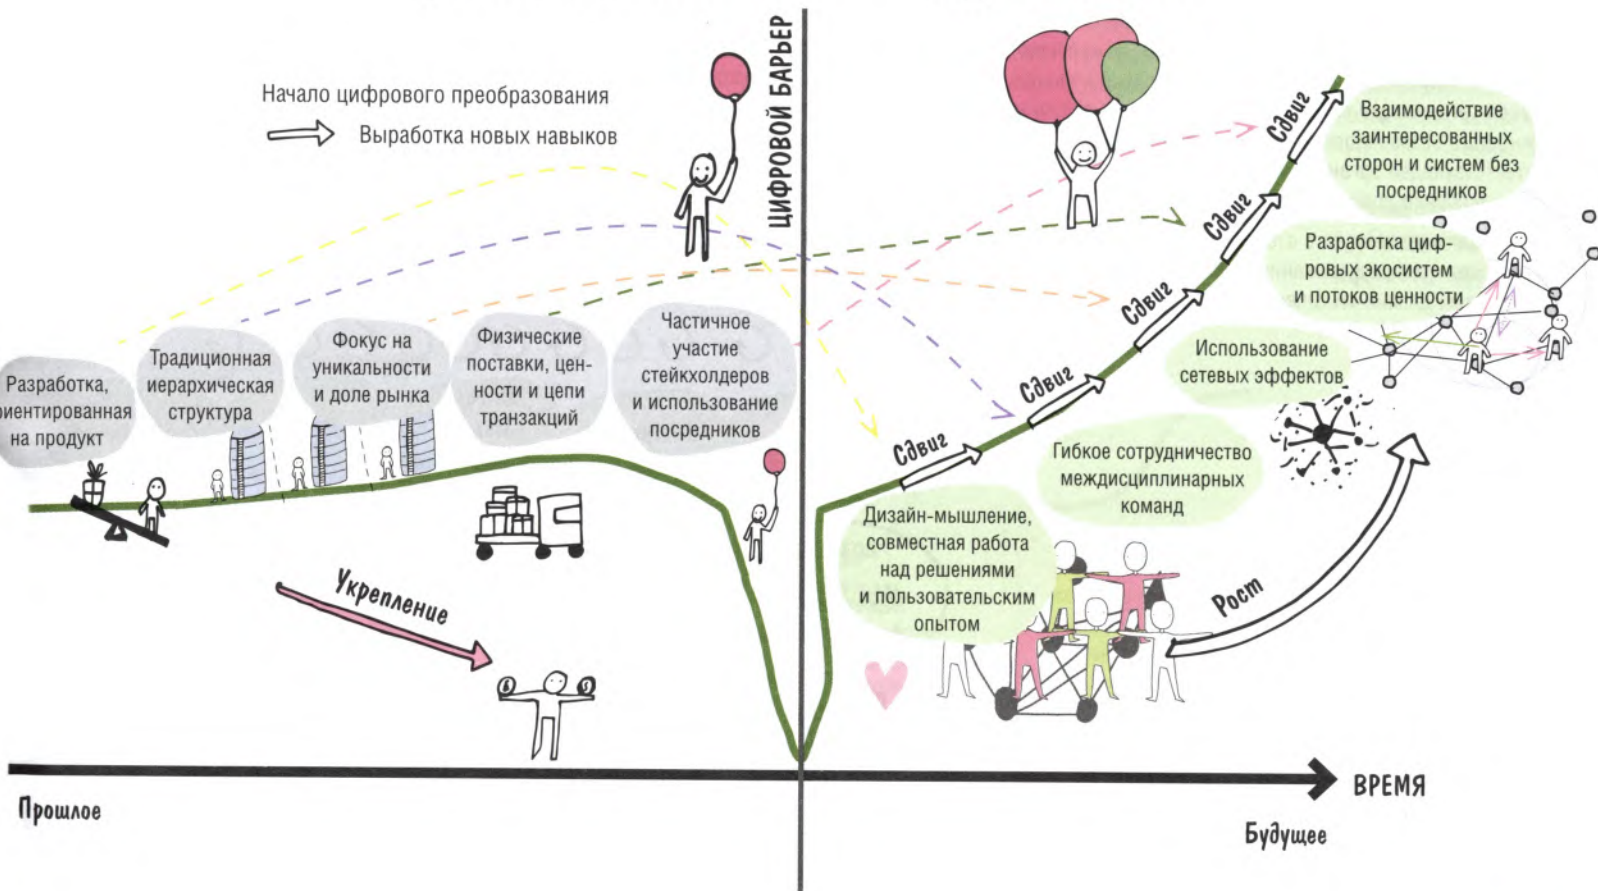 Начало цифрового преобразования
Выработка новых навыков
ЦИФРОВОЙ БАРЬЕР
Разработка,
риентированная
на продукт
Традиционная
иерархическая
структура
Фокус на
уникальности
и доле рынка
Физические
поставки, цен-
ности и цепи
транзакций
Частичное
участие
стейкхолдеров
и использование
посредников
Укрепление
Сдвиг
Сдвиг
Сдвиг
Сдвиг
Сдвиг
Дизайн-мышление,
совместная работа
над решениями
и пользовательским
опытом
Гибкое сотрудничество
междисциплинарных
команд
Использование
сетевых эффектов
Разработка циф-
ровых экосистем
и потоков ценности
Взаимодействие
заинтересованных
сторон и систем без
посредников
Рост
ВРЕМЯ
Прошлое
Будущее